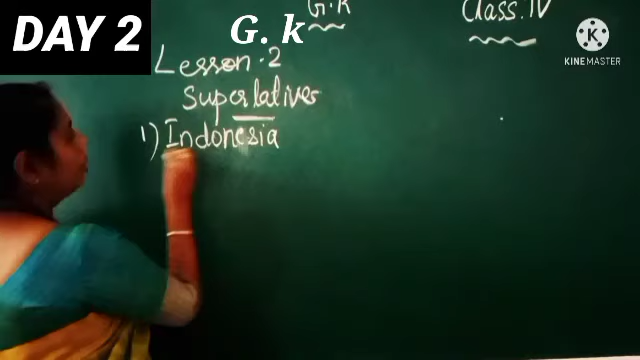 DAY 2
G. k
G.K
Class. IV
KINEMASTER
Lesson. 2
Superlatives
1) Indonesia